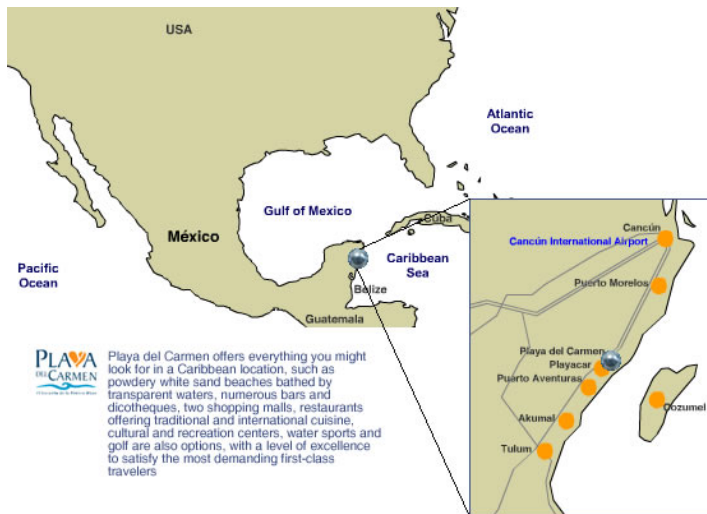 USA
Atlantic
Ocean
Gulf of Mexico
Cuba
México
Caribbean
Sea
Pacific
Ocean
Belize
Guatemala
Cancún
Cancún International Airport
Puerto Morelos
Playa del Carmen
Playacar
Puerto Aventuras
Cozumel
Akumal
Tulum
PLAYA
DEL CARMEN
Playa del Carmen offers everything you might
look for in a Caribbean location, such as
powdery white sand beaches bathed by
transparent waters, numerous bars and
dicotheques, two shopping malls, restaurants
offering traditional and international cuisine,
cultural and recreation centers, water sports and
golf are also options, with a level of excellence
to satisfy the most demanding first-class
travelers